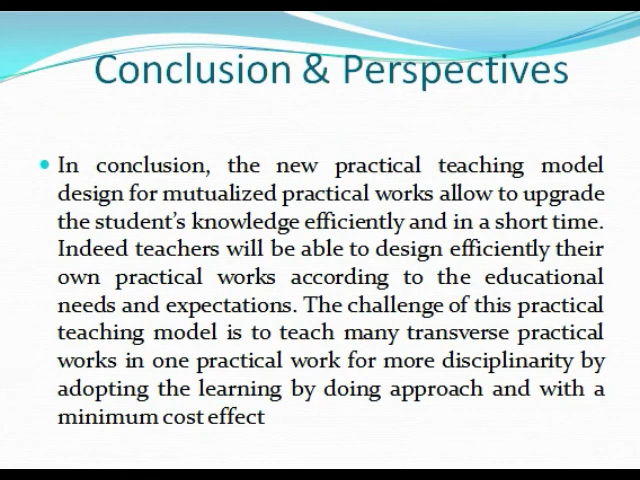 Conclusion & Perspectives
In conclusion, the new practical teaching model
design for mutualized practical works allow to upgrade
the student’s knowledge efficiently and in a short time.
Indeed teachers will be able to design efficiently their
own practical works according to the educational
needs and expectations. The challenge of this practical
teaching model is to teach many transverse practical
works in one practical work for more disciplinarity by
adopting the learning by doing approach and with a
minimum cost effect